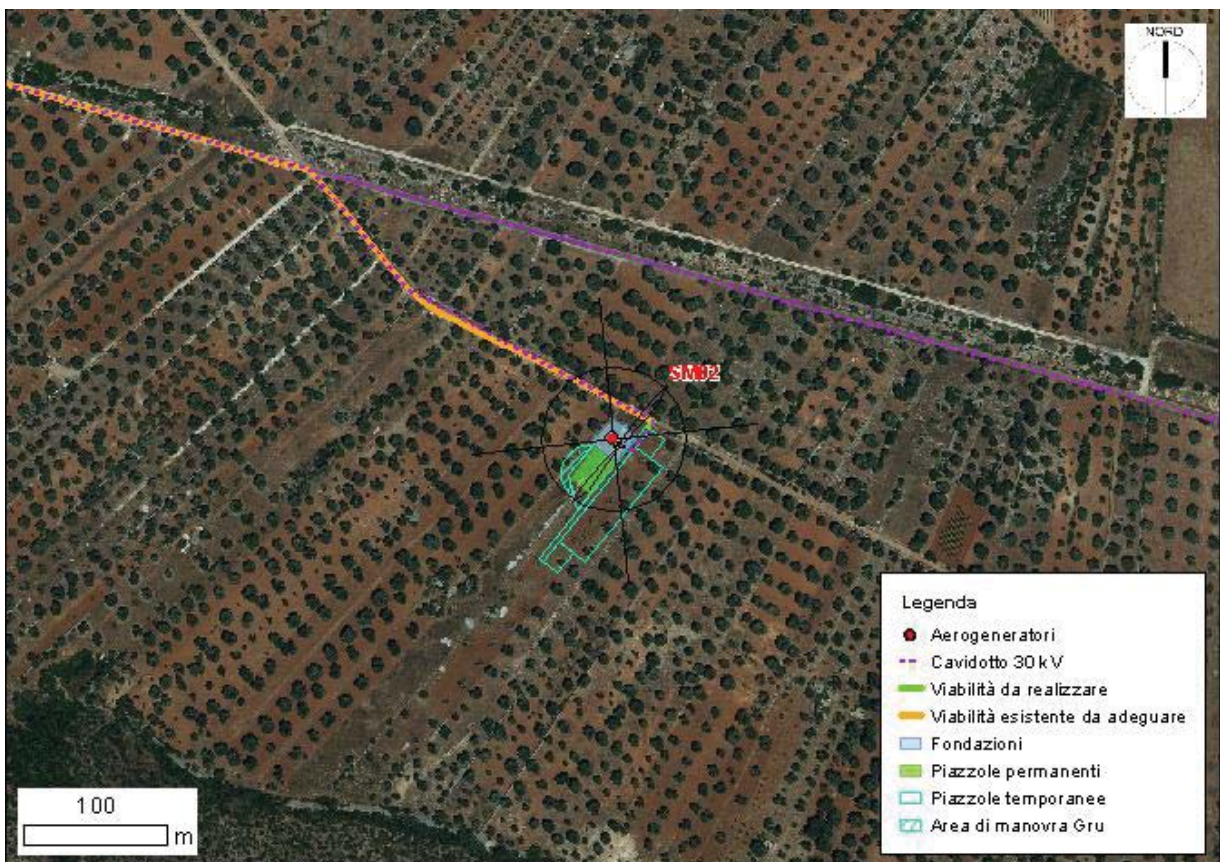 NORD
SM02
Legenda
Aerogeneratori
Cavidotto 30 kV
Viabilità da realizzare
Viabilità esistente da adeguare
Fondazioni
Piazzole permanenti
Piazzole temporanee
Area di manovra Gru
100
m